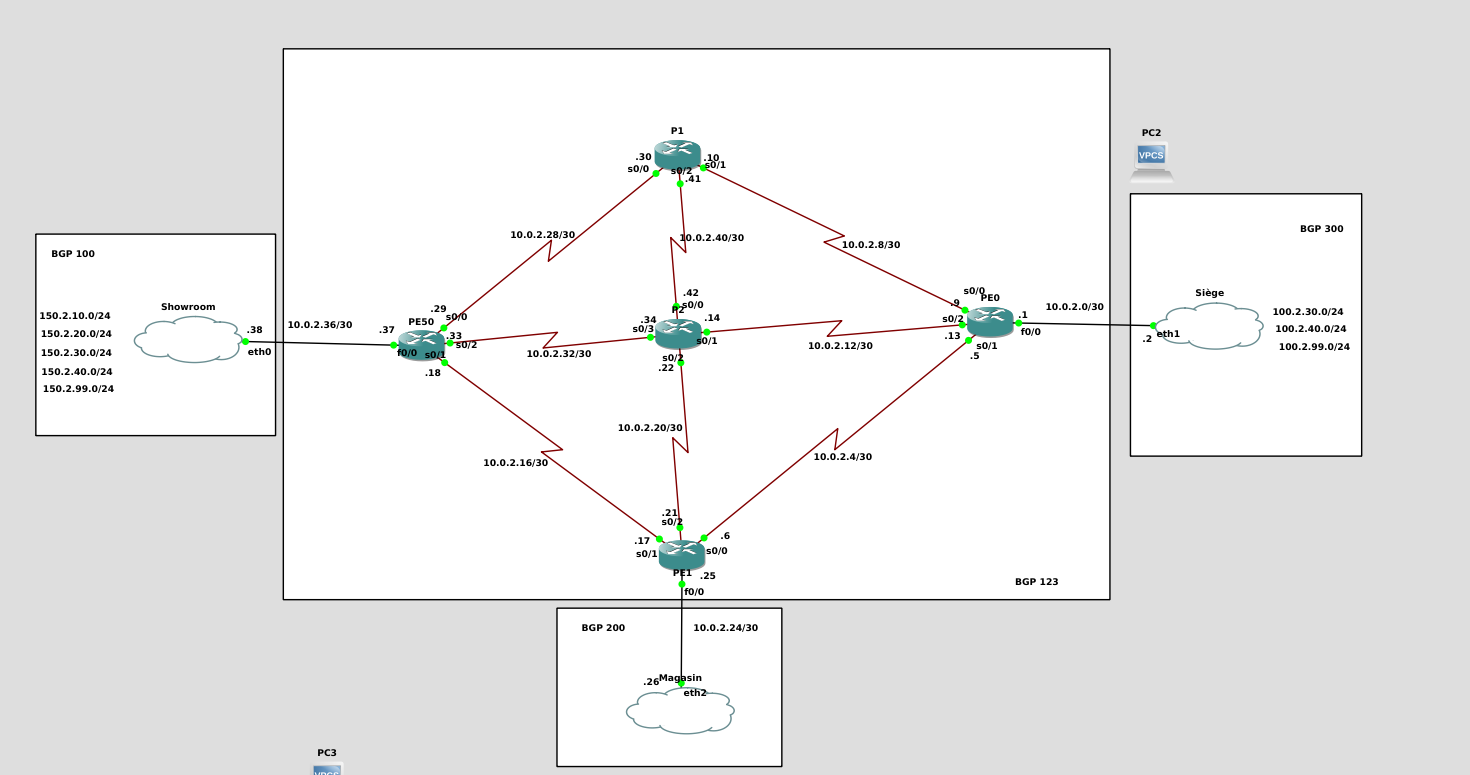 P1
.30
.10
s0/0
s0/2
s0/1
.41
PC2
VPCS
10.0.2.28/30
10.0.2.40/30
10.0.2.8/30
BGP 300
BGP 100
Showroom
150.2.10.0/24
150.2.20.0/24
150.2.30.0/24
150.2.40.0/24
150.2.99.0/24
.38
eth0
10.0.2.36/30
.37
f0/0
PE50
.29
s0/0
.33
s0/2
s0/1
.18
10.0.2.32/30
.42
s0/0
P2
.34
s0/3
.14
s0/1
s0/2
.22
10.0.2.12/30
s0/0
.9
PE0
s0/2
.13
s0/1
.5
.1
f0/0
10.0.2.0/30
Siège
eth1
.2
100.2.30.0/24
100.2.40.0/24
100.2.99.0/24
10.0.2.20/30
10.0.2.16/30
10.0.2.4/30
.21
s0/2
.17
s0/1
.6
s0/0
PE1
.25
f0/0
BGP 123
BGP 200
10.0.2.24/30
Magasin
.26
eth2
PC3
VPCS